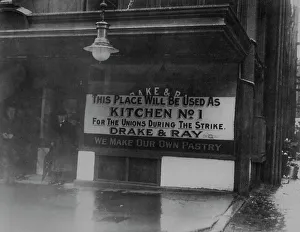 DRAKE & R
THIS PLACE WILL BE USED AS
KITCHEN No 1
FOR THE UNIONS DURING THE STRIKE.
DRAKE & RAY
WE MAKE OUR OWN PASTRY